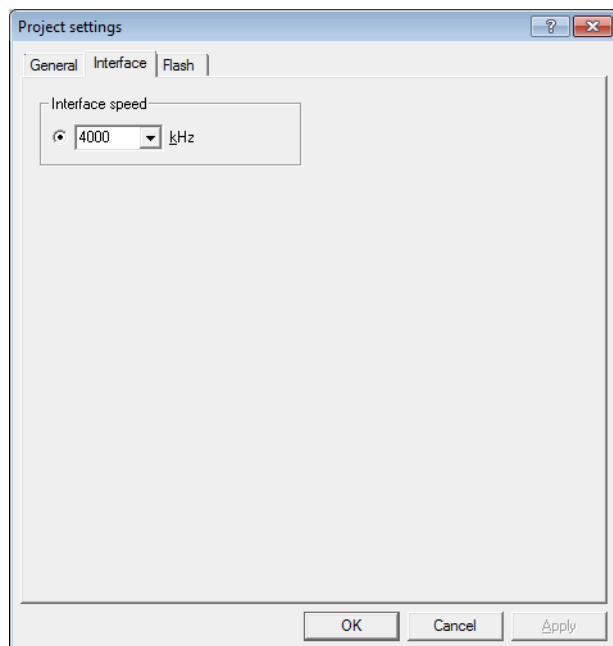 Project settings
General Interface Flash
Interface speed
4000 kHz
OK Cancel Apply